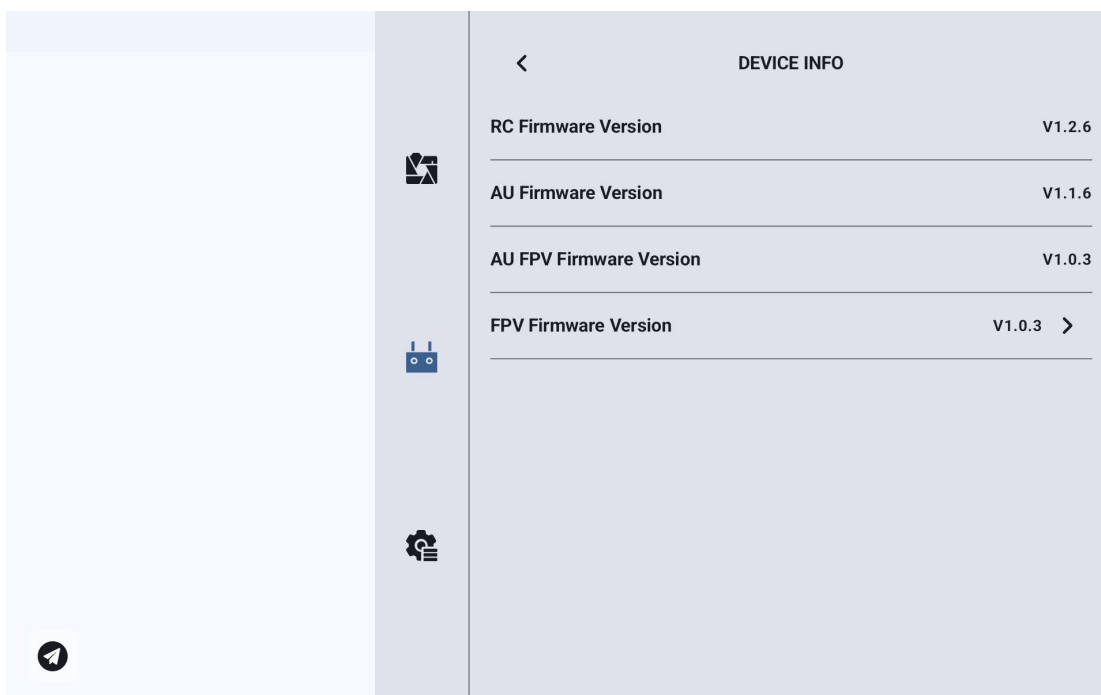 DEVICE INFO
RC Firmware Version V1.2.6
AU Firmware Version V1.1.6
AU FPV Firmware Version V1.0.3
FPV Firmware Version V1.0.3